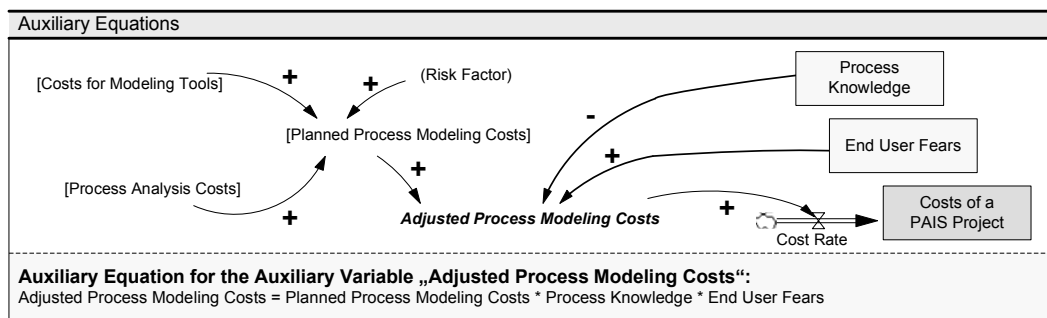 Auxiliary Equations
+
+
(Risk Factor)
[Costs for Modeling Tools]
Process
Knowledge
-
[Planned Process Modeling Costs]
+
+
End User Fears
[Process Analysis Costs]
+
Adjusted Process Modeling Costs
+
Costs of a
PAIS Project
Cost Rate
Auxiliary Equation for the Auxiliary Variable „Adjusted Process Modeling Costs“:
Adjusted Process Modeling Costs = Planned Process Modeling Costs * Process Knowledge * End User Fears